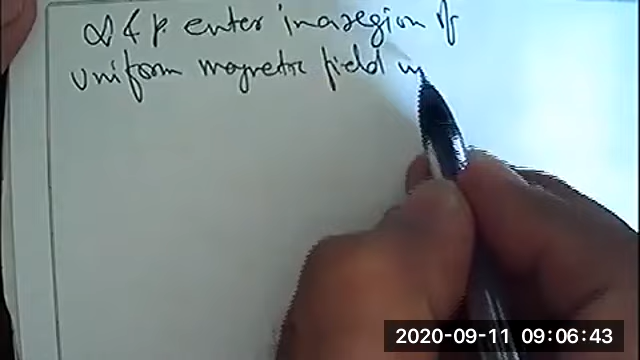 α & p. enter in a region of
uniform magnetic field w
2020-09-11 09:06:43